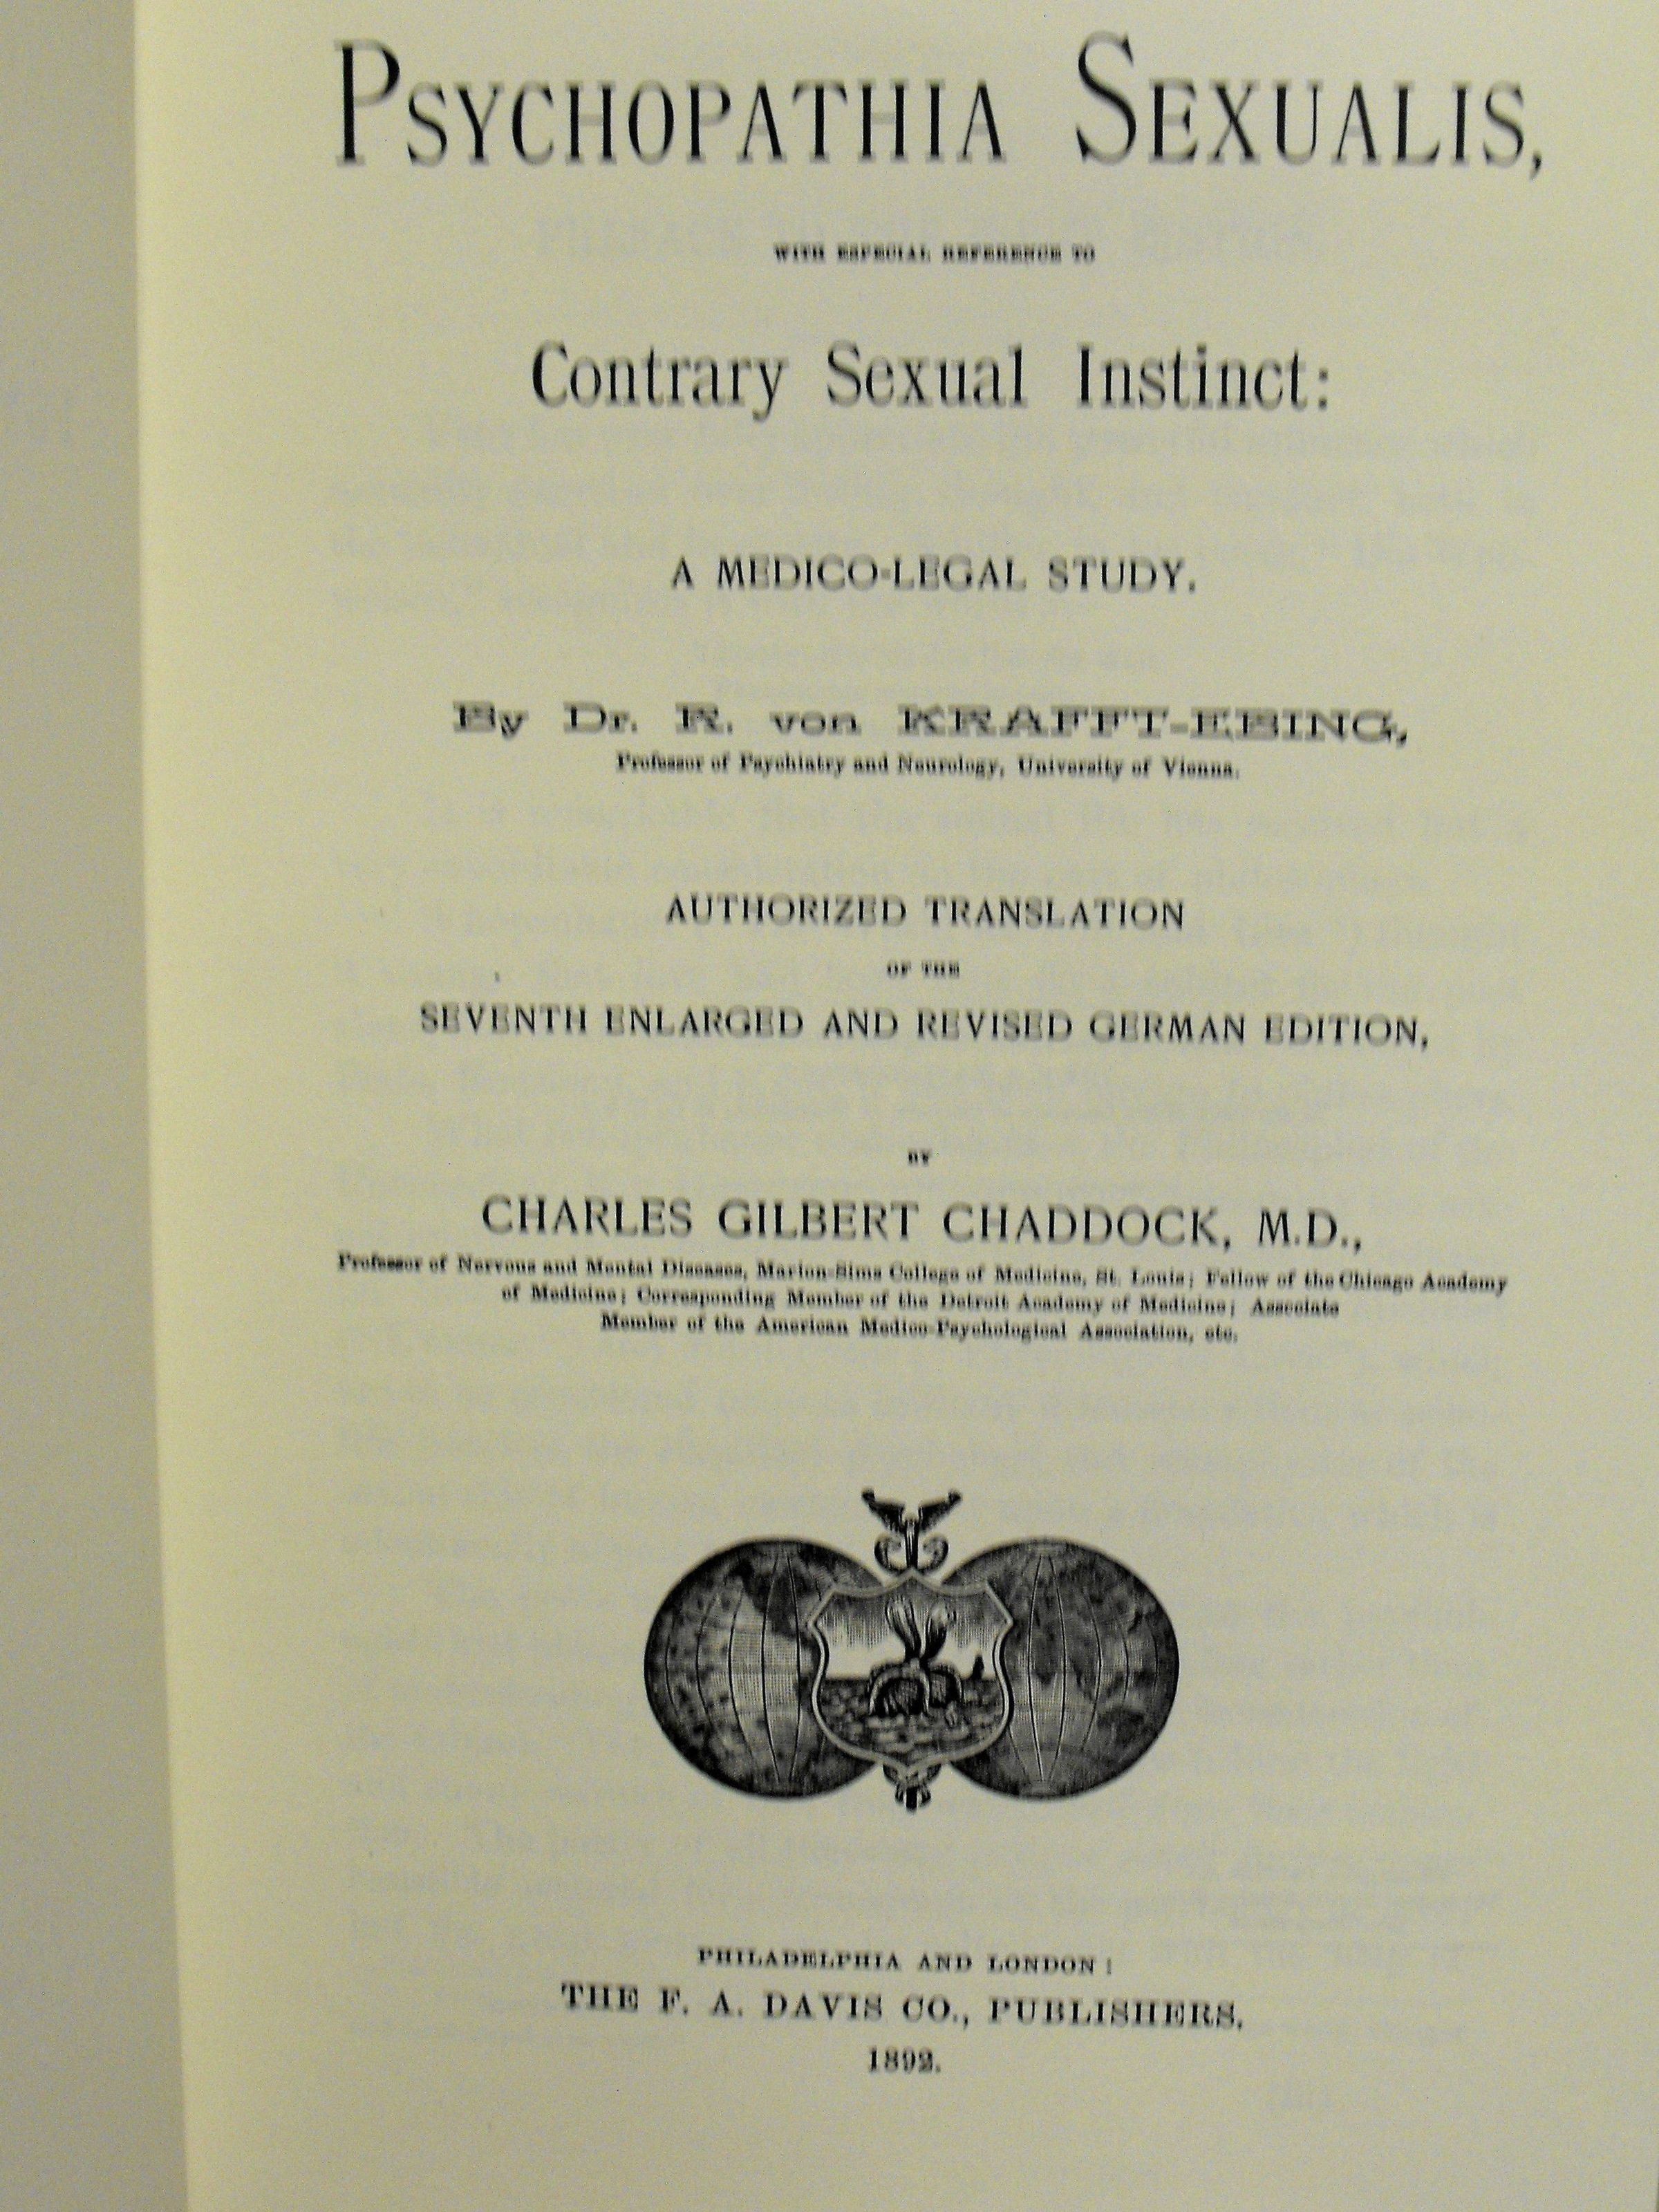 PSYCHOPATHIA SEXUALIS,
WITH ESPECIAL REFERENCE TO
Contrary Sexual Instinct:
A MEDICO-LEGAL STUDY.
By Dr. R. von KRAFFT-EBING,
Professor of Psychiatry and Neurology, University of Vienna.
AUTHORIZED TRANSLATION
OF THE
SEVENTH ENLARGED AND REVISED GERMAN EDITION,
BY
CHARLES GILBERT CHADDOCK, M.D.,
Professor of Nervous and Mental Diseases, Marion-Sims College of Medicine, St. Louis; Fellow of the Chicago Academy
of Medicine; Corresponding Member of the Detroit Academy of Medicine; Associate
Member of the American Medico-Psychological Association, etc.
PHILADELPHIA AND LONDON:
THE F. A. DAVIS CO., PUBLISHERS.
1892.